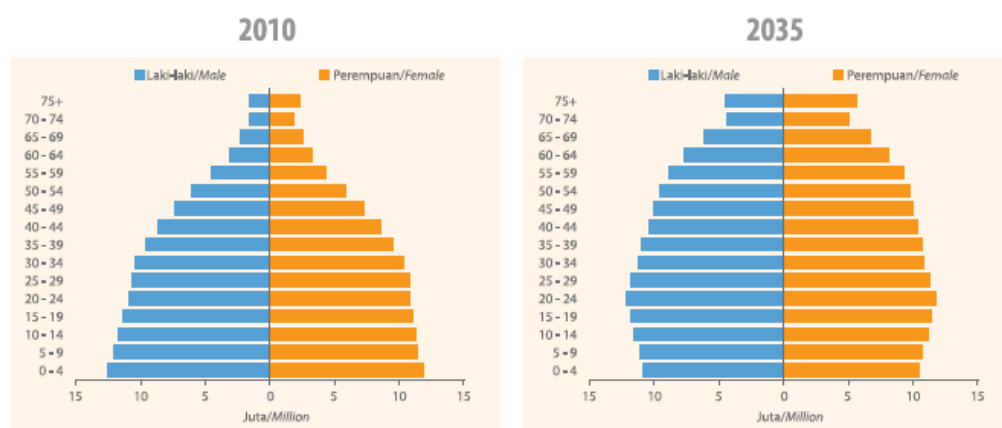 2010
Laki-laki/Male Perempuan/Female
75+
70 - 74
65 - 69
60 - 64
55 - 59
50 - 54
45 - 49
40 - 44
35 - 39
30 - 34
25 - 29
20 - 24
15 - 19
10 - 14
5 - 9
0 - 4
15 10 5 0 5 10 15
Juta/Million
2035
Laki-laki/Male Perempuan/Female
75+
70 - 74
65 - 69
60 - 64
55 - 59
50 - 54
45 - 49
40 - 44
35 - 39
30 - 34
25 - 29
20 - 24
15 - 19
10 - 14
5 - 9
0 - 4
15 10 5 0 5 10 15
Juta/Million